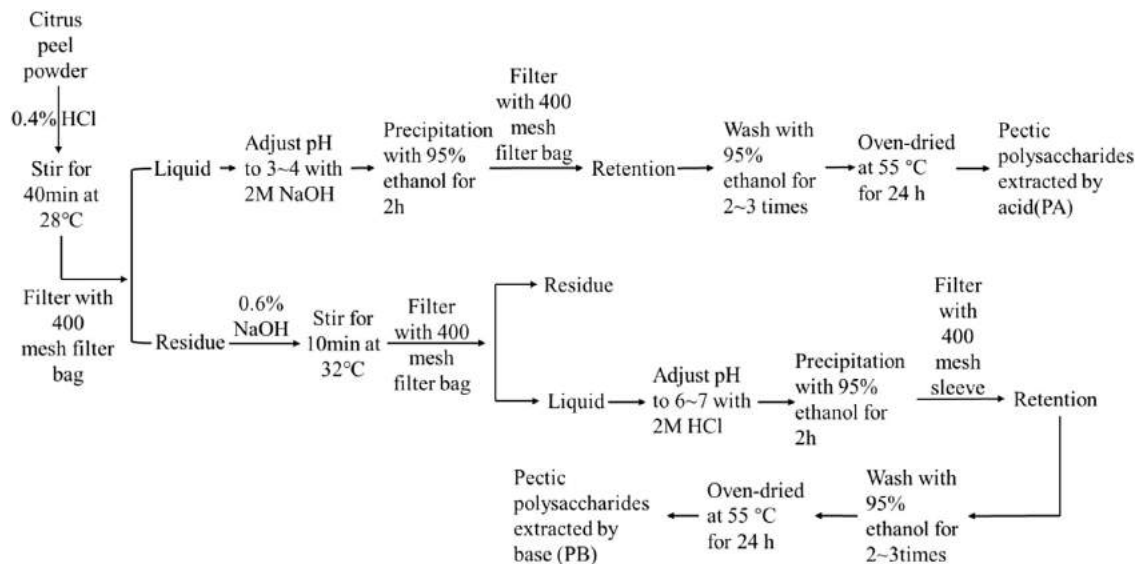 Citrus
peel
powder
0.4% HCl
Stir for
40min at
28℃
Filter with
400
mesh filter
bag
Liquid
Adjust pH
to 3~4 with
2M NaOH
Precipitation
with 95%
ethanol for
2h
Filter
with 400
mesh
filter bag
Retention
Wash with
95%
ethanol for
2~3 times
Oven-dried
at 55 °C
for 24 h
Pectic
polysaccharides
extracted by
acid(PA)
Residue
0.6%
NaOH
Stir for
10min at
32℃
Filter
with 400
mesh
filter bag
Residue
Liquid
Adjust pH
to 6~7 with
2M HCl
Precipitation
with 95%
ethanol for
2h
Filter
with
400
mesh
sleeve
Retention
Wash with
95%
ethanol for
2~3times
Oven-dried
at 55 °C
for 24 h
Pectic
polysaccharides
extracted by
base (PB)